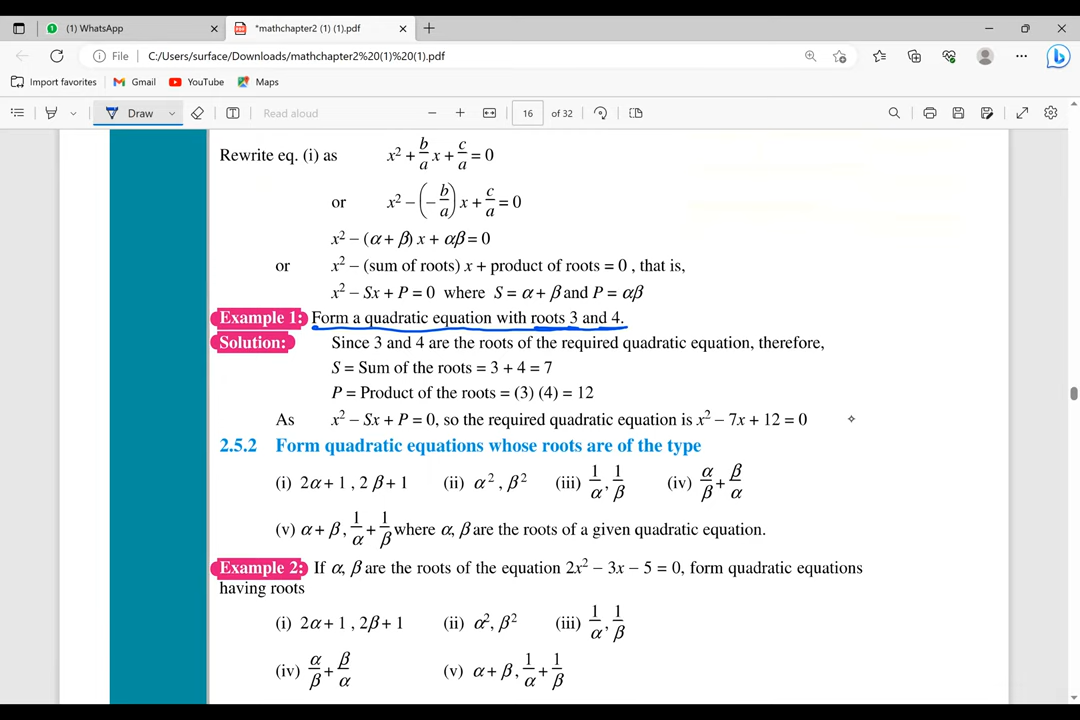 (1) WhatsApp
*mathchapter2 (1) (1).pdf
File C:/Users/surface/Downloads/mathchapter2%20(1)%20(1).pdf
Import favorites Gmail YouTube Maps
Draw Read aloud 16 of 32
Rewrite eq. (i) as x² + b/a x + c/a = 0
or x² – (– b/a) x + c/a = 0
x² – (α + β) x + αβ = 0
or x² – (sum of roots) x + product of roots = 0 , that is,
x² – Sx + P = 0 where S = α + β and P = αβ
Example 1: Form a quadratic equation with roots 3 and 4.
Solution: Since 3 and 4 are the roots of the required quadratic equation, therefore,
S = Sum of the roots = 3 + 4 = 7
P = Product of the roots = (3) (4) = 12
As x² – Sx + P = 0, so the required quadratic equation is x² – 7x + 12 = 0
2.5.2 Form quadratic equations whose roots are of the type
(i) 2α + 1 , 2 β + 1 (ii) α² , β² (iii) 1/α , 1/β (iv) α/β + β/α
(v) α + β , 1/α + 1/β where α, β are the roots of a given quadratic equation.
Example 2: If α, β are the roots of the equation 2x² – 3x – 5 = 0, form quadratic equations
having roots
(i) 2α + 1 , 2β + 1 (ii) α², β² (iii) 1/α , 1/β
(iv) α/β + β/α (v) α + β , 1/α + 1/β